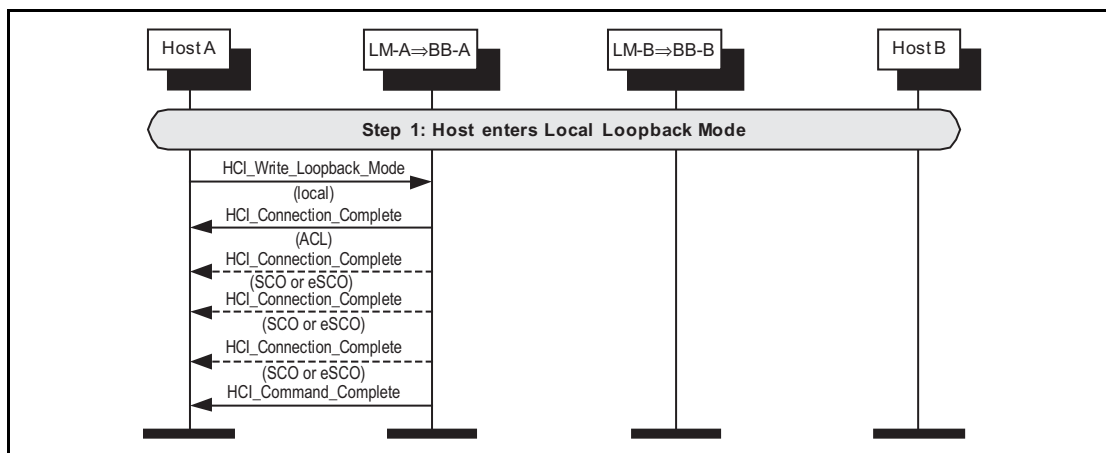 Host A
LM-A⇒BB-A
LM-B⇒BB-B
Host B
Step 1: Host enters Local Loopback Mode
HCI_Write_Loopback_Mode
(local)
HCI_Connection_Complete
(ACL)
HCI_Connection_Complete
(SCO or eSCO)
HCI_Connection_Complete
(SCO or eSCO)
HCI_Connection_Complete
(SCO or eSCO)
HCI_Command_Complete